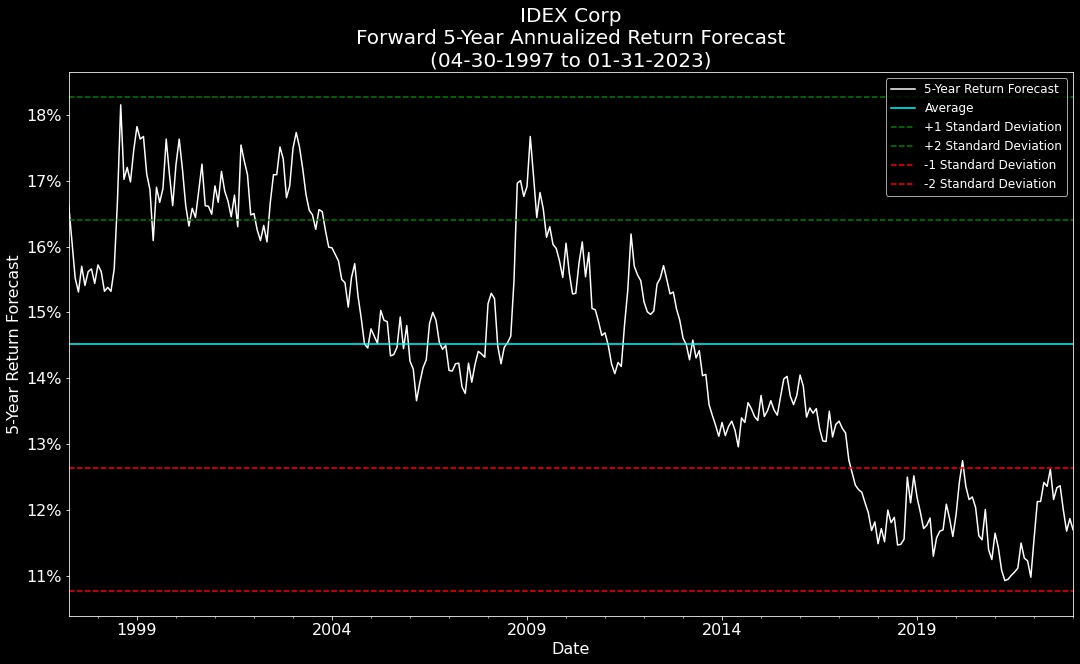 IDEX Corp
Forward 5-Year Annualized Return Forecast
(04-30-1997 to 01-31-2023)
5-Year Return Forecast
Average
+1 Standard Deviation
+2 Standard Deviation
-1 Standard Deviation
-2 Standard Deviation
5-Year Return Forecast
18%
17%
16%
15%
14%
13%
12%
11%
1999
2004
2009
2014
2019
Date